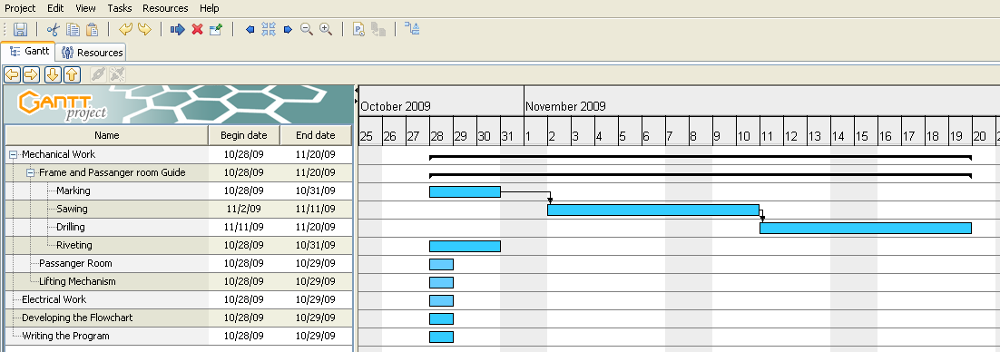 Project Edit View Tasks Resources Help
Gantt Resources
GANTT project
October 2009 November 2009
25 26 27 28 29 30 31 1 2 3 4 5 6 7 8 9 10 11 12 13 14 15 16 17 18 19 20 21
Name Begin date End date
Mechanical Work 10/28/09 11/20/09
Frame and Passanger room Guide 10/28/09 11/20/09
Marking 10/28/09 10/31/09
Sawing 11/2/09 11/11/09
Drilling 11/11/09 11/20/09
Riveting 10/28/09 10/31/09
Passanger Room 10/28/09 10/29/09
Lifting Mechanism 10/28/09 10/29/09
Electrical Work 10/28/09 10/29/09
Developing the Flowchart 10/28/09 10/29/09
Writing the Program 10/28/09 10/29/09